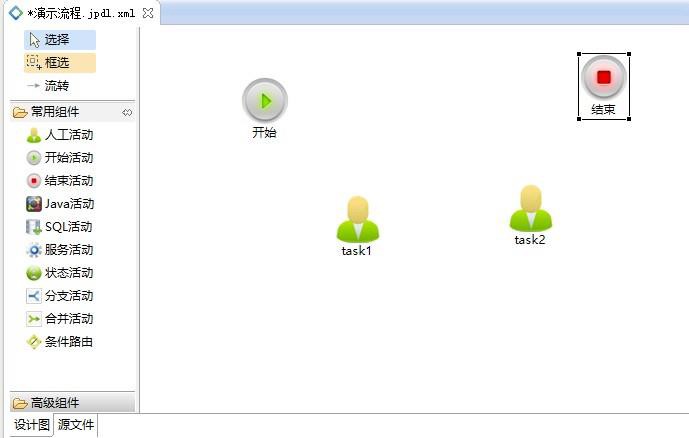 *演示流程.jpdl.xml
选择
框选
流转
常用组件
人工活动
开始活动
结束活动
Java活动
SQL活动
服务活动
状态活动
分支活动
合并活动
条件路由
高级组件
设计图 源文件
开始
结束
task1
task2